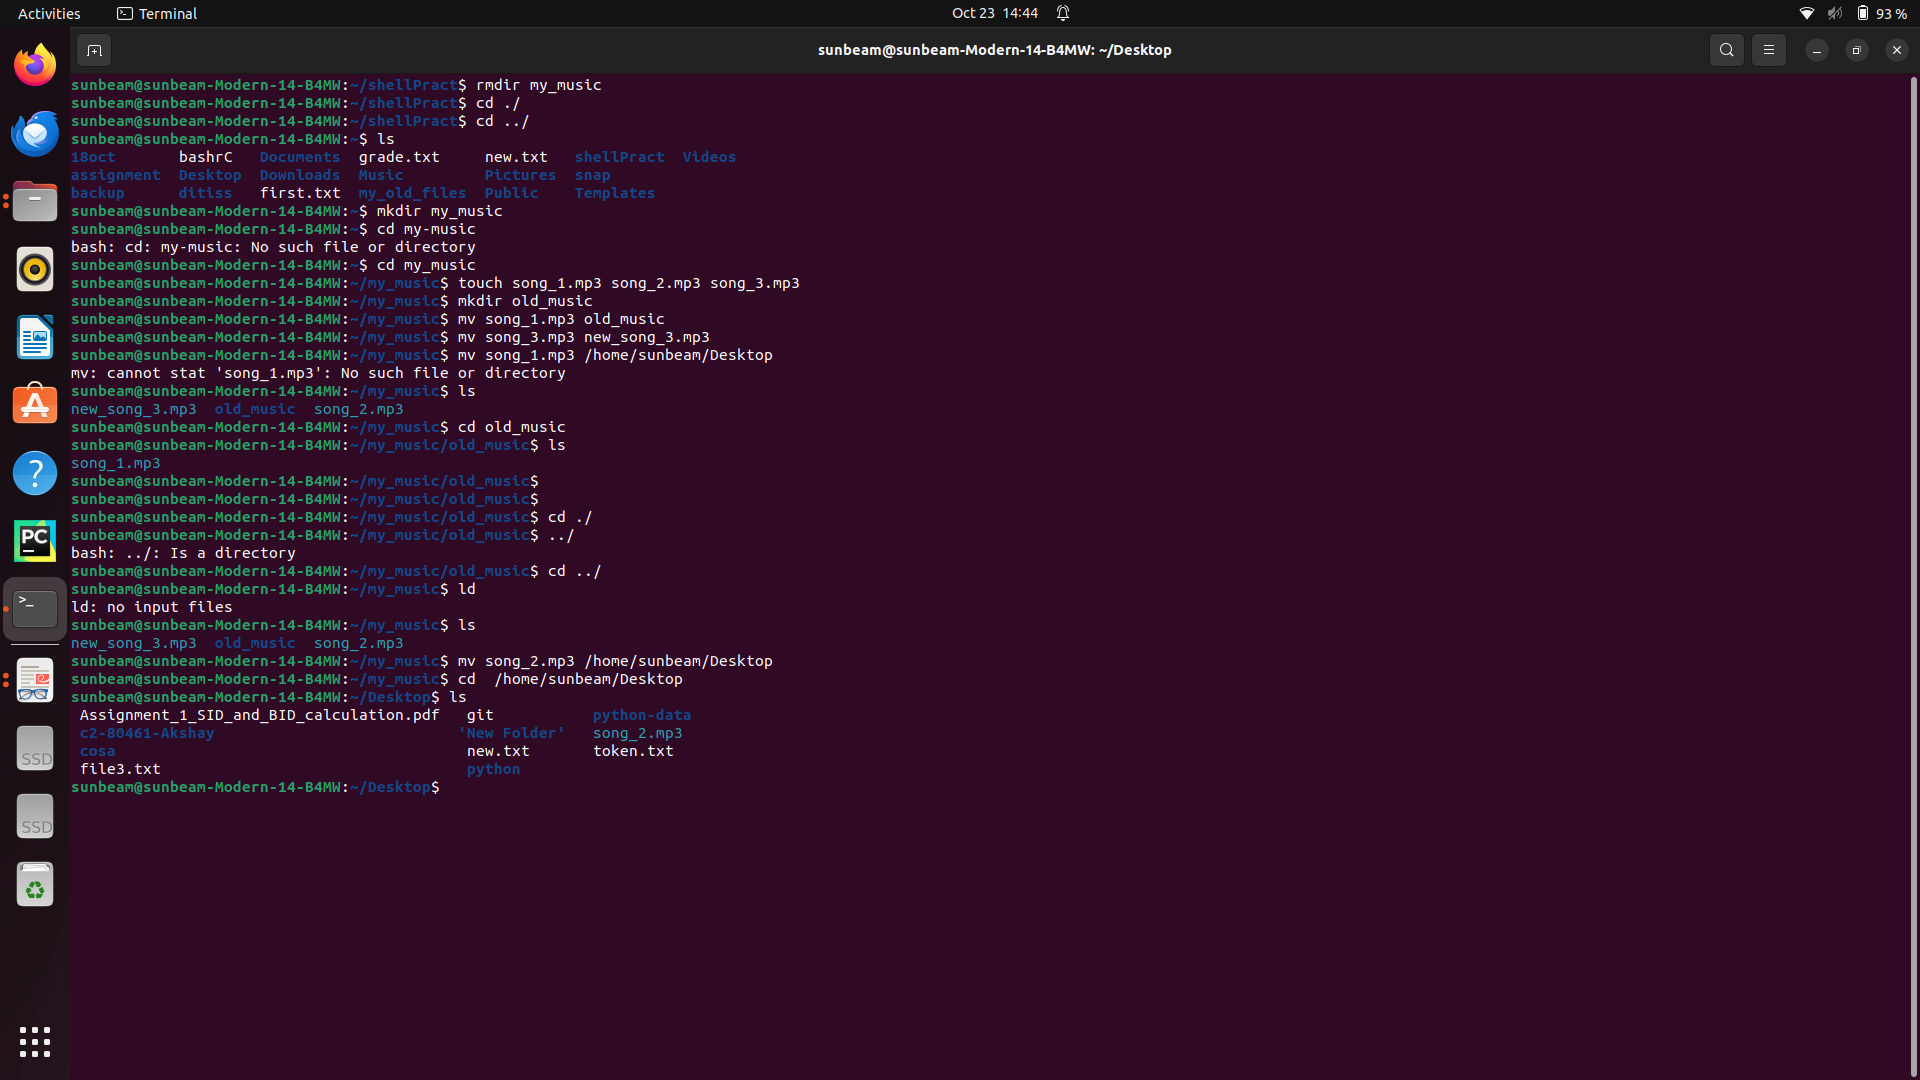 Activities Terminal Oct 23 14:44 93 %
sunbeam@sunbeam-Modern-14-B4MW: ~/Desktop
sunbeam@sunbeam-Modern-14-B4MW:~/shellPract$ rmdir my_music
sunbeam@sunbeam-Modern-14-B4MW:~/shellPract$ cd ./
sunbeam@sunbeam-Modern-14-B4MW:~/shellPract$ cd ../
sunbeam@sunbeam-Modern-14-B4MW:~$ ls
18oct bashrC Documents grade.txt new.txt shellPract Videos
assignment Desktop Downloads Music Pictures snap
backup ditiss first.txt my_old_files Public Templates
sunbeam@sunbeam-Modern-14-B4MW:~$ mkdir my_music
sunbeam@sunbeam-Modern-14-B4MW:~$ cd my-music
bash: cd: my-music: No such file or directory
sunbeam@sunbeam-Modern-14-B4MW:~$ cd my_music
sunbeam@sunbeam-Modern-14-B4MW:~/my_music$ touch song_1.mp3 song_2.mp3 song_3.mp3
sunbeam@sunbeam-Modern-14-B4MW:~/my_music$ mkdir old_music
sunbeam@sunbeam-Modern-14-B4MW:~/my_music$ mv song_1.mp3 old_music
sunbeam@sunbeam-Modern-14-B4MW:~/my_music$ mv song_3.mp3 new_song_3.mp3
sunbeam@sunbeam-Modern-14-B4MW:~/my_music$ mv song_1.mp3 /home/sunbeam/Desktop
mv: cannot stat 'song_1.mp3': No such file or directory
sunbeam@sunbeam-Modern-14-B4MW:~/my_music$ ls
new_song_3.mp3 old_music song_2.mp3
sunbeam@sunbeam-Modern-14-B4MW:~/my_music$ cd old_music
sunbeam@sunbeam-Modern-14-B4MW:~/my_music/old_music$ ls
song_1.mp3
sunbeam@sunbeam-Modern-14-B4MW:~/my_music/old_music$
sunbeam@sunbeam-Modern-14-B4MW:~/my_music/old_music$
sunbeam@sunbeam-Modern-14-B4MW:~/my_music/old_music$ cd ./
sunbeam@sunbeam-Modern-14-B4MW:~/my_music/old_music$ ../
bash: ../: Is a directory
sunbeam@sunbeam-Modern-14-B4MW:~/my_music/old_music$ cd ../
sunbeam@sunbeam-Modern-14-B4MW:~/my_music$ ld
ld: no input files
sunbeam@sunbeam-Modern-14-B4MW:~/my_music$ ls
new_song_3.mp3 old_music song_2.mp3
sunbeam@sunbeam-Modern-14-B4MW:~/my_music$ mv song_2.mp3 /home/sunbeam/Desktop
sunbeam@sunbeam-Modern-14-B4MW:~/my_music$ cd  /home/sunbeam/Desktop
sunbeam@sunbeam-Modern-14-B4MW:~/Desktop$ ls
Assignment_1_SID_and_BID_calculation.pdf git python-data
c2-80461-Akshay 'New Folder' song_2.mp3
cosa new.txt token.txt
file3.txt python
sunbeam@sunbeam-Modern-14-B4MW:~/Desktop$
PC
>_
SSD
SSD